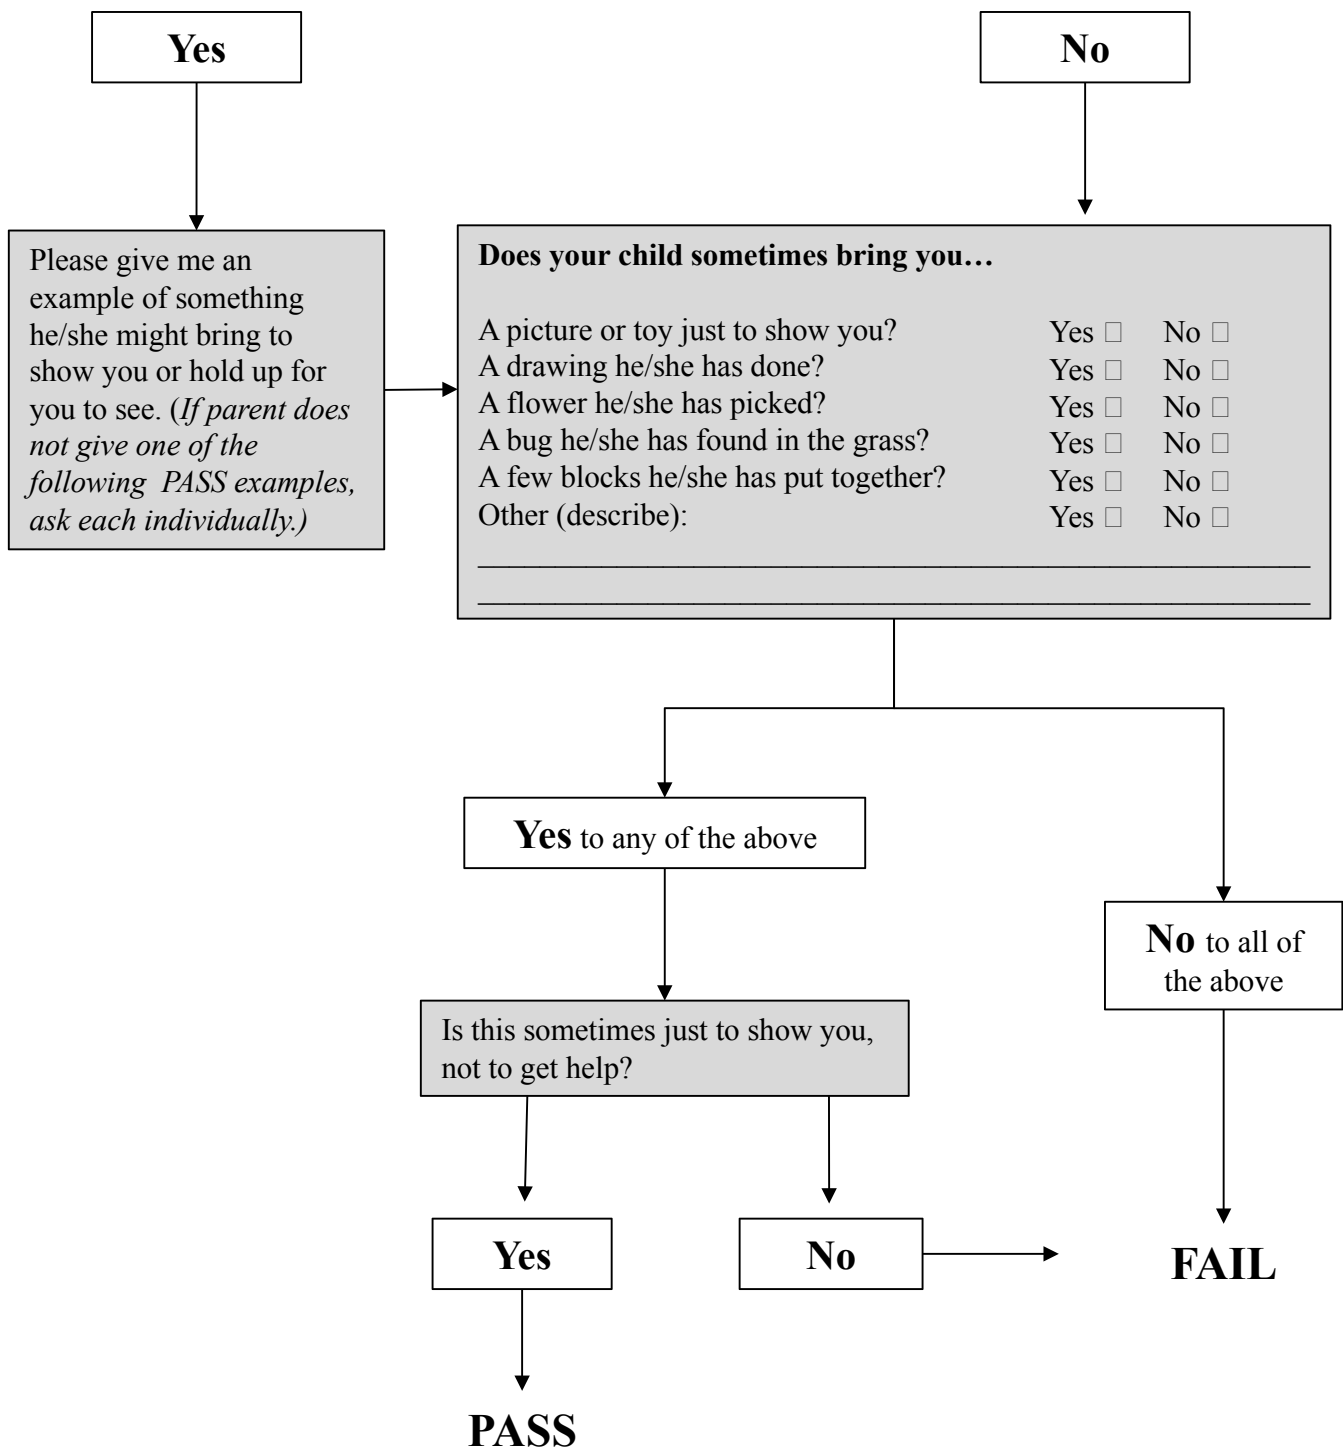 Yes
No
Please give me an
example of something
he/she might bring to
show you or hold up for
you to see. (If parent does
not give one of the
following PASS examples,
ask each individually.)
Does your child sometimes bring you…
A picture or toy just to show you? Yes □ No □
A drawing he/she has done? Yes □ No □
A flower he/she has picked? Yes □ No □
A bug he/she has found in the grass? Yes □ No □
A few blocks he/she has put together? Yes □ No □
Other (describe): Yes □ No □
Yes to any of the above
No to all of
the above
Is this sometimes just to show you,
not to get help?
Yes
No
FAIL
PASS